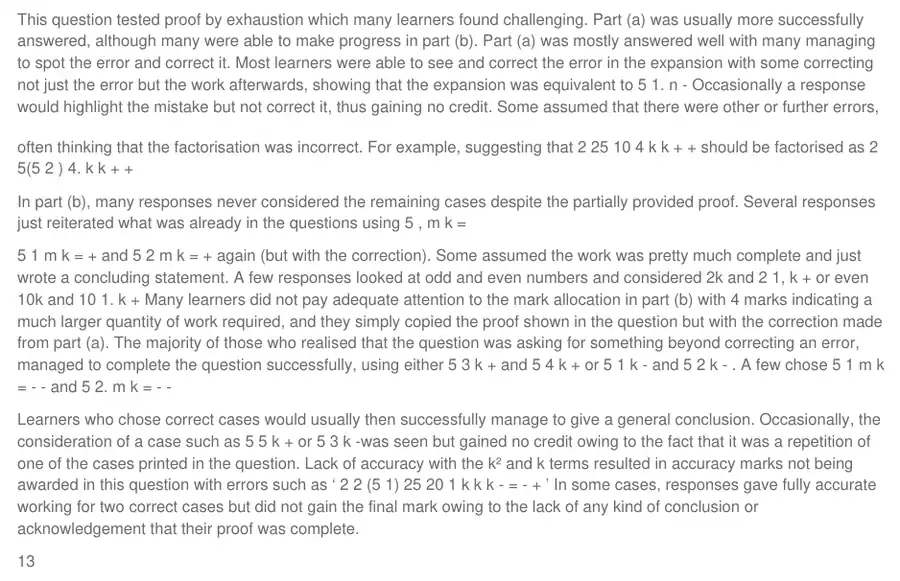 This question tested proof by exhaustion which many learners found challenging. Part (a) was usually more successfully
answered, although many were able to make progress in part (b). Part (a) was mostly answered well with many managing
to spot the error and correct it. Most learners were able to see and correct the error in the expansion with some correcting
not just the error but the work afterwards, showing that the expansion was equivalent to 5 1. n - Occasionally a response
would highlight the mistake but not correct it, thus gaining no credit. Some assumed that there were other or further errors,
often thinking that the factorisation was incorrect. For example, suggesting that 2 25 10 4 k k + + should be factorised as 2
5(5 2 ) 4. k k + +
In part (b), many responses never considered the remaining cases despite the partially provided proof. Several responses
just reiterated what was already in the questions using 5 , m k =
5 1 m k = + and 5 2 m k = + again (but with the correction). Some assumed the work was pretty much complete and just
wrote a concluding statement. A few responses looked at odd and even numbers and considered 2k and 2 1, k + or even
10k and 10 1. k + Many learners did not pay adequate attention to the mark allocation in part (b) with 4 marks indicating a
much larger quantity of work required, and they simply copied the proof shown in the question but with the correction made
from part (a). The majority of those who realised that the question was asking for something beyond correcting an error,
managed to complete the question successfully, using either 5 3 k + and 5 4 k + or 5 1 k - and 5 2 k - . A few chose 5 1 m k
= - - and 5 2. m k = - -
Learners who chose correct cases would usually then successfully manage to give a general conclusion. Occasionally, the
consideration of a case such as 5 5 k + or 5 3 k -was seen but gained no credit owing to the fact that it was a repetition of
one of the cases printed in the question. Lack of accuracy with the k² and k terms resulted in accuracy marks not being
awarded in this question with errors such as ‘ 2 2 (5 1) 25 20 1 k k k - = - + ’ In some cases, responses gave fully accurate
working for two correct cases but did not gain the final mark owing to the lack of any kind of conclusion or
acknowledgement that their proof was complete.
13